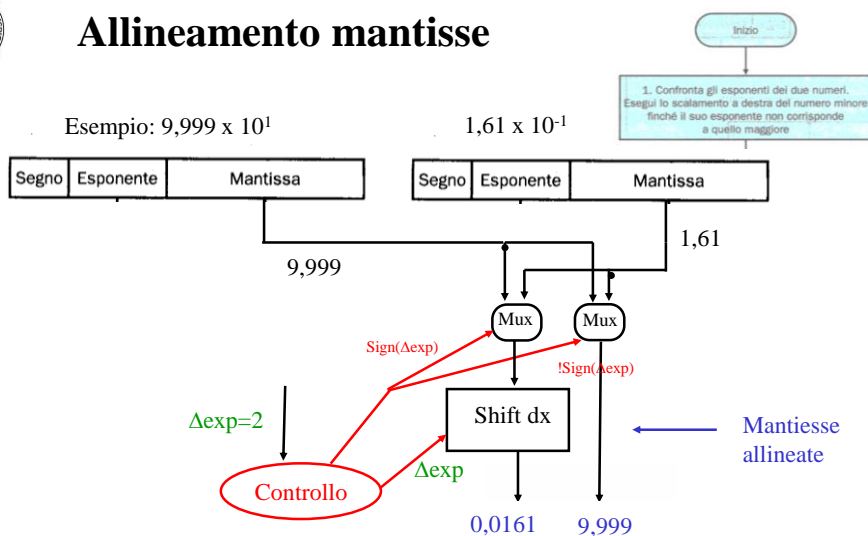 Allineamento mantisse
Inizio
1. Confronta gli esponenti dei due numeri.
Esegui lo scalamento a destra del numero minore
finché il suo esponente non corrisponde
a quello maggiore
Esempio: 9,999 x 10¹
1,61 x 10⁻¹
Segno Esponente Mantissa
Segno Esponente Mantissa
9,999
1,61
Mux
Mux
Sign(Δexp)
!Sign(Δexp)
Δexp=2
Shift dx
Mantiesse
allineate
Δexp
Controllo
0,0161
9,999